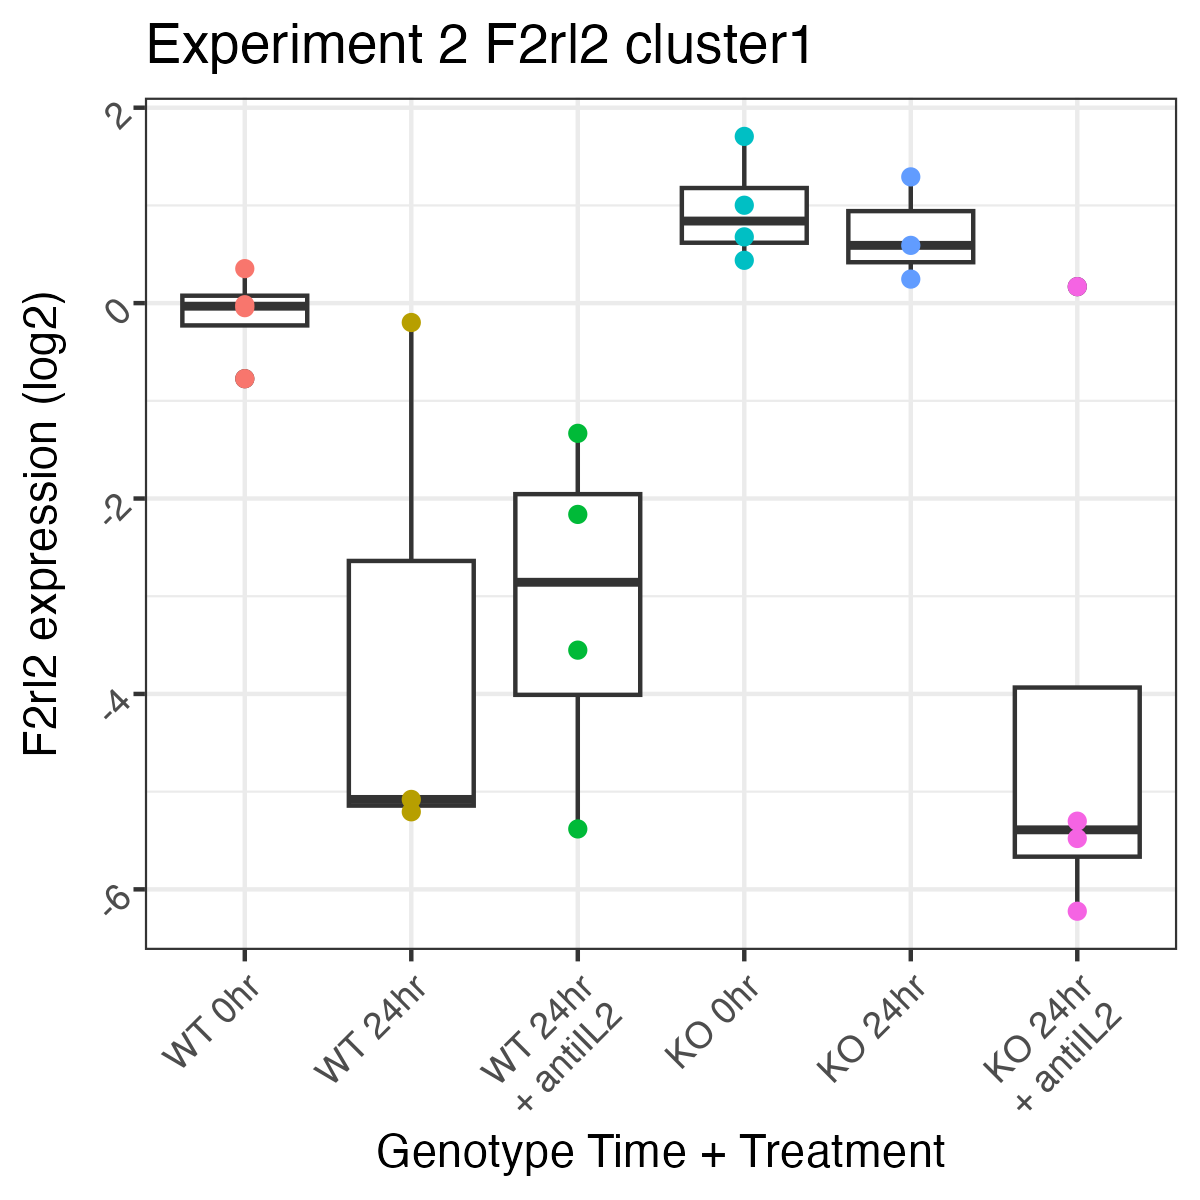 Experiment 2 F2rl2 cluster1
F2rl2 expression (log2)
2
0
-2
-4
-6
WT 0hr
WT 24hr
WT 24hr
+ antiIL2
KO 0hr
KO 24hr
KO 24hr
+ antiIL2
Genotype Time + Treatment